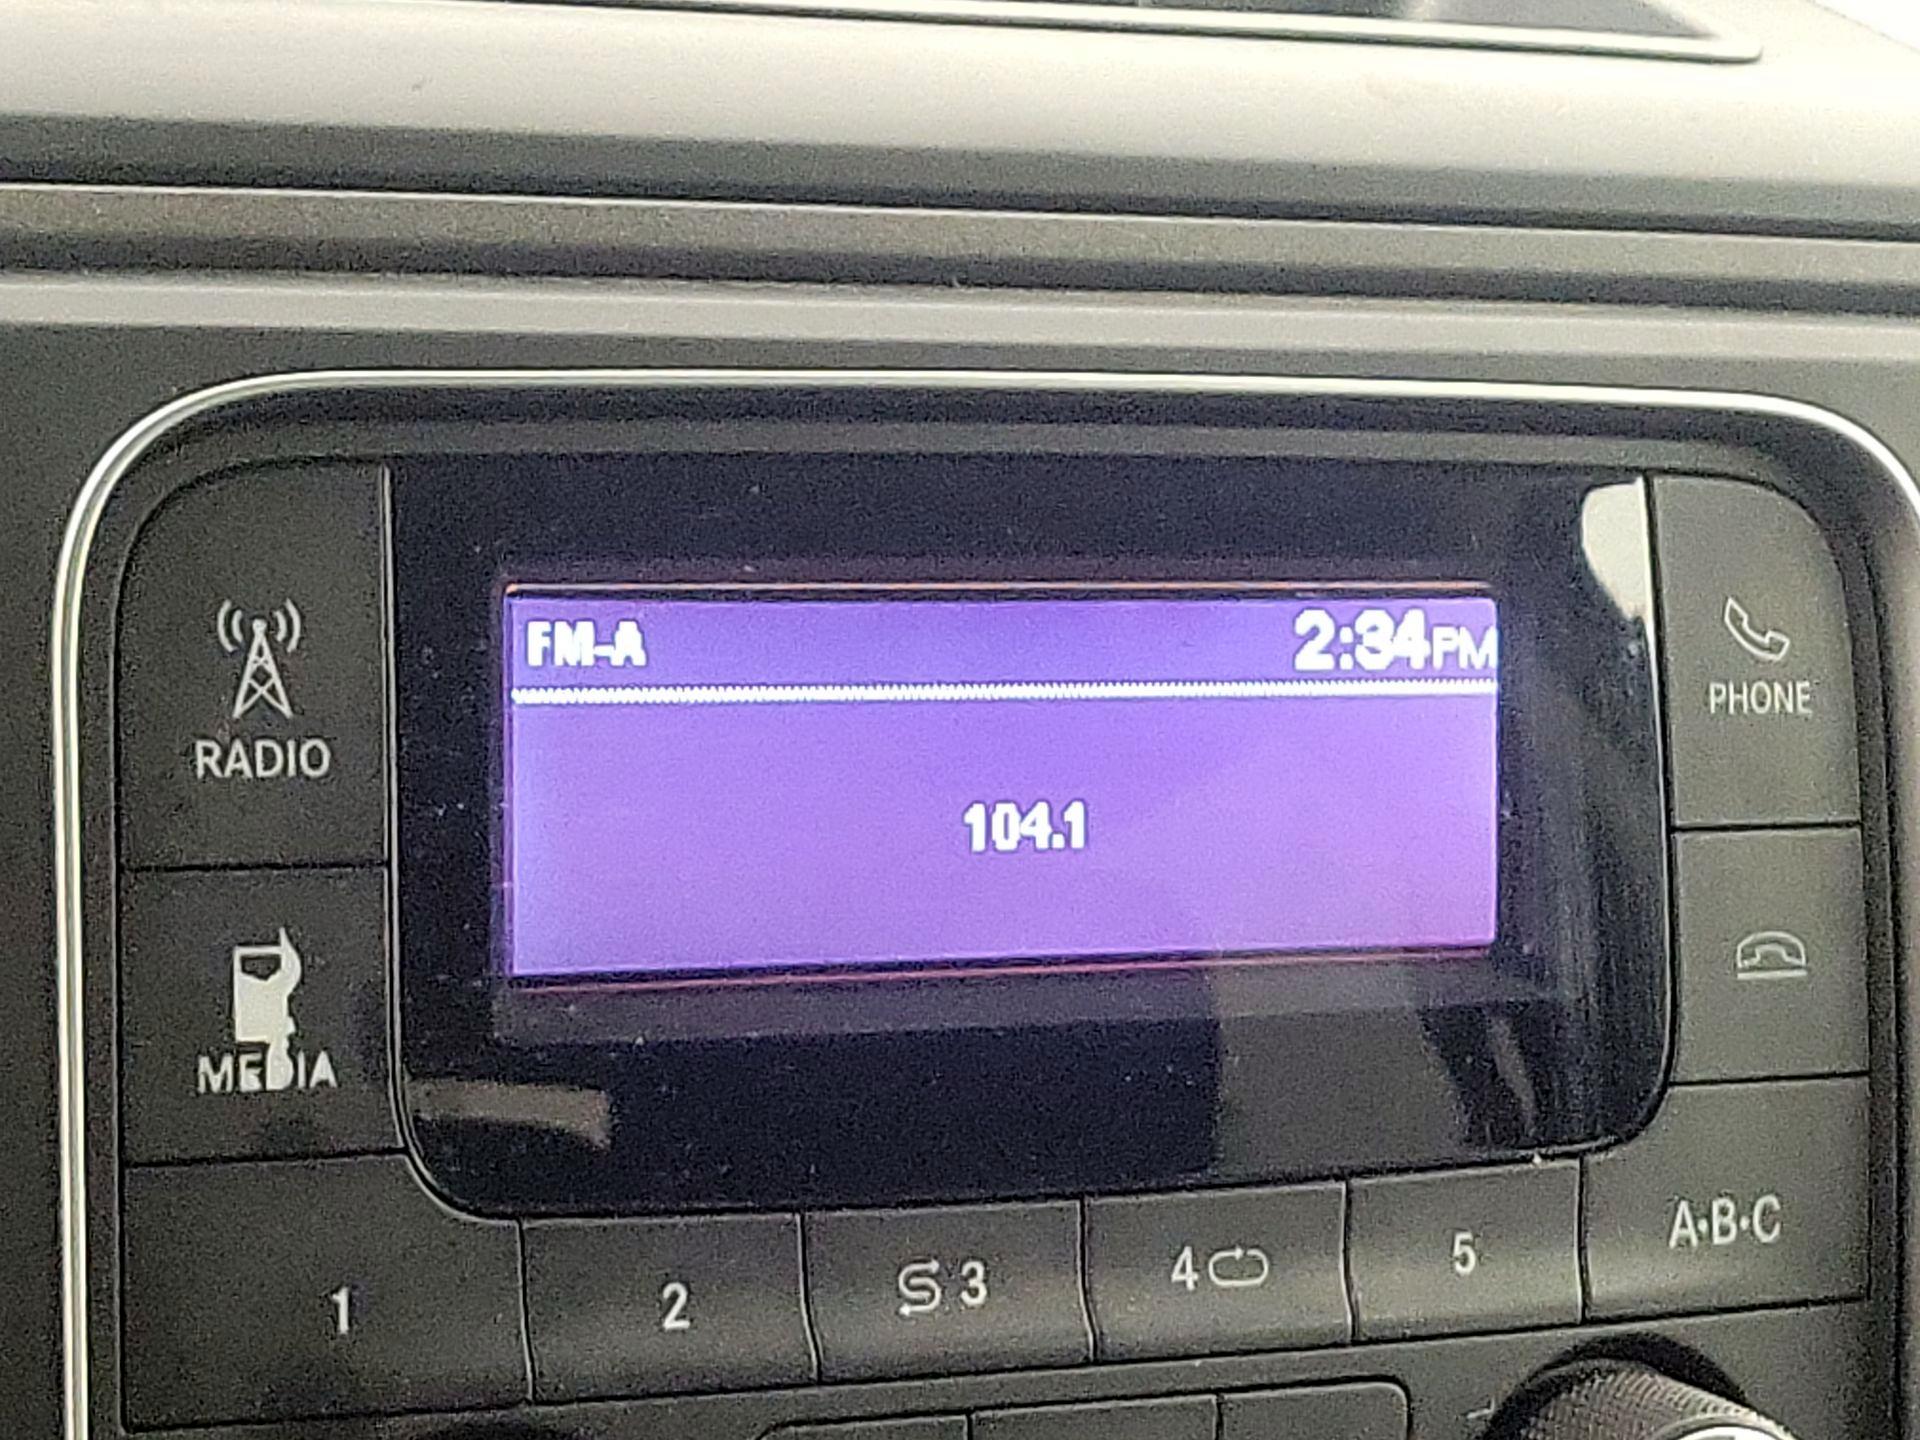 FM-A 2:34PM
104.1
RADIO
MEDIA
PHONE
1 2 3 4 5 A·B·C